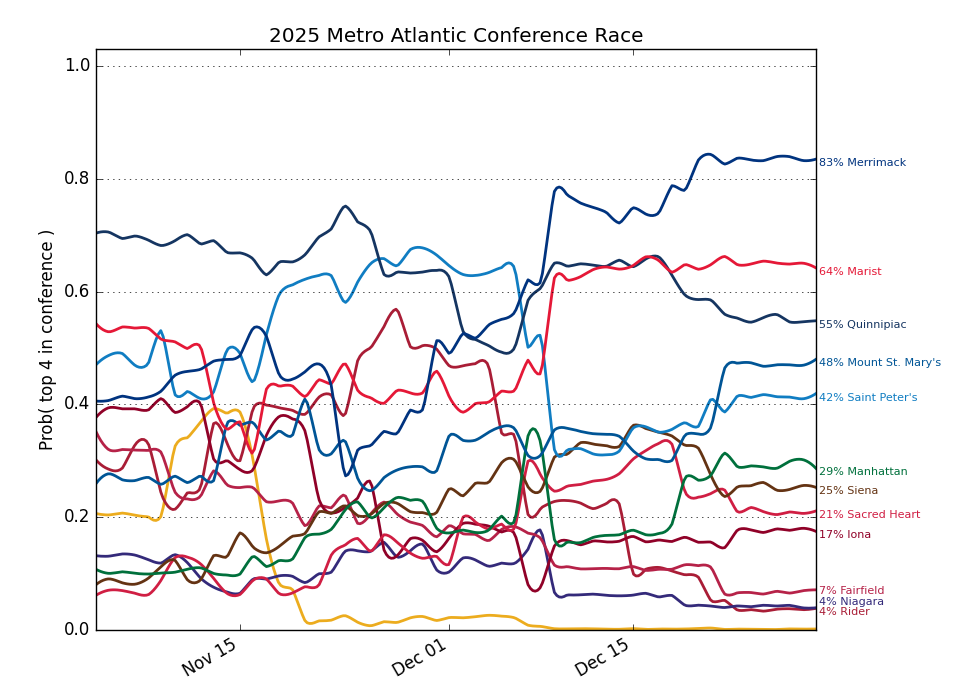 2025 Metro Atlantic Conference Race
Prob( top 4 in conference )
1.0
0.8
0.6
0.4
0.2
0.0
Nov 15
Dec 01
Dec 15
83% Merrimack
64% Marist
55% Quinnipiac
48% Mount St. Mary's
42% Saint Peter's
29% Manhattan
25% Siena
21% Sacred Heart
17% Iona
7% Fairfield
4% Niagara
4% Rider